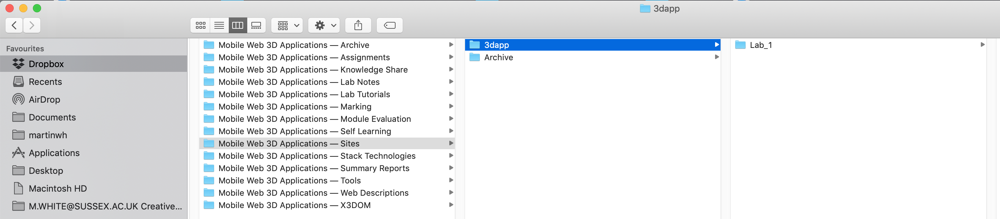 3dapp
Favourites
Dropbox
Recents
AirDrop
Documents
martinwh
Applications
Desktop
Macintosh HD
M.WHITE@SUSSEX.AC.UK Creative...
Mobile Web 3D Applications — Archive
Mobile Web 3D Applications — Assignments
Mobile Web 3D Applications — Knowledge Share
Mobile Web 3D Applications — Lab Notes
Mobile Web 3D Applications — Lab Tutorials
Mobile Web 3D Applications — Marking
Mobile Web 3D Applications — Module Evaluation
Mobile Web 3D Applications — Self Learning
Mobile Web 3D Applications — Sites
Mobile Web 3D Applications — Stack Technologies
Mobile Web 3D Applications — Summary Reports
Mobile Web 3D Applications — Tools
Mobile Web 3D Applications — Web Descriptions
Mobile Web 3D Applications — X3DOM
3dapp
Archive
Lab_1